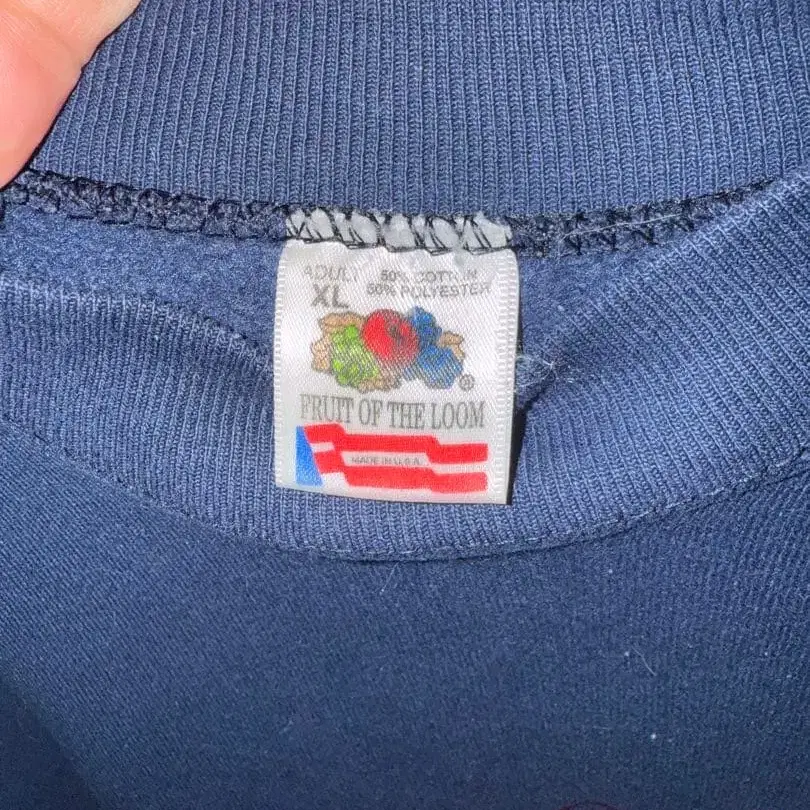 ADULT 50% COTTON
XL 50% POLYESTER
®
FRUIT OF THE LOOM
MADE IN U.S.A.